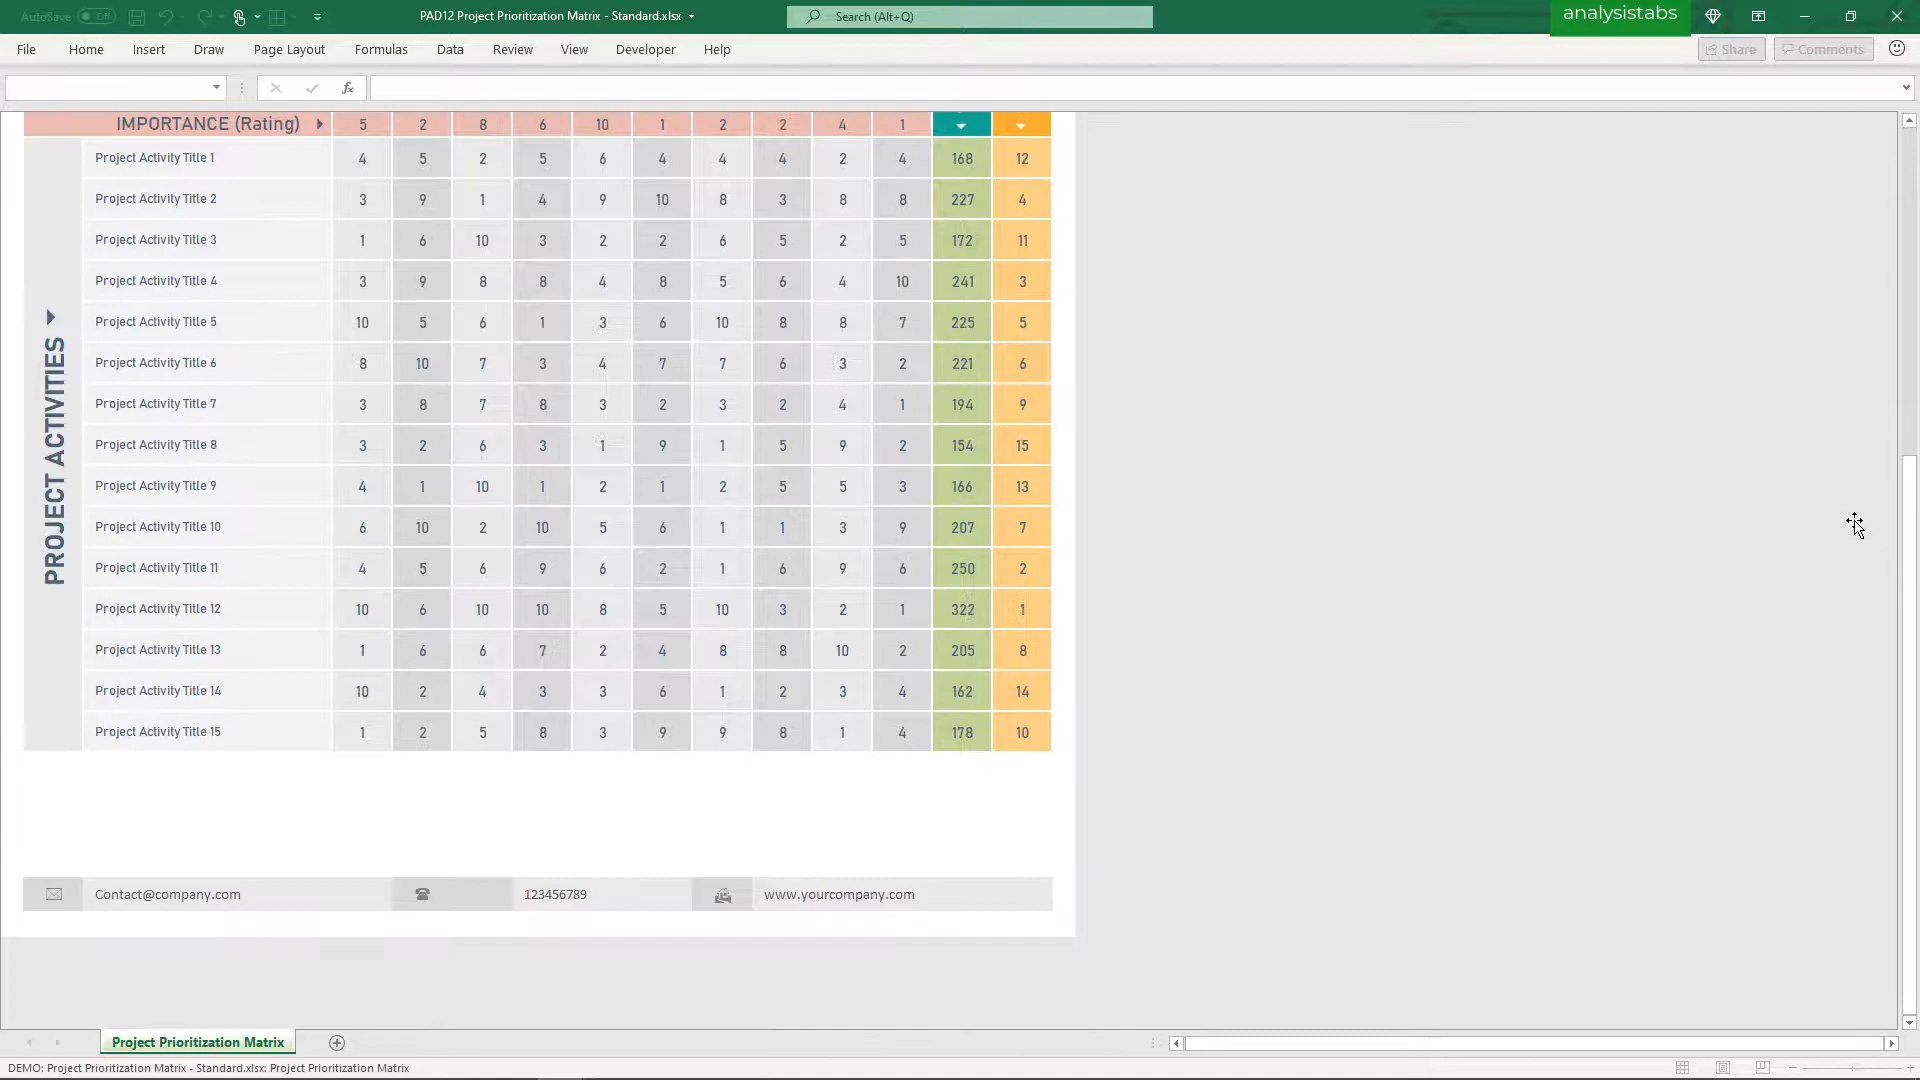 AutoSave Off PAD12 Project Prioritization Matrix - Standard.xlsx Search (Alt+Q) analysistabs
File Home Insert Draw Page Layout Formulas Data Review View Developer Help Share Comments
fx
IMPORTANCE (Rating) 5 2 8 6 10 1 2 2 4 1
PROJECT ACTIVITIES
Project Activity Title 1 4 5 2 5 6 4 4 4 2 4 168 12
Project Activity Title 2 3 9 1 4 9 10 8 3 8 8 227 4
Project Activity Title 3 1 6 10 3 2 2 6 5 2 5 172 11
Project Activity Title 4 3 9 8 8 4 8 5 6 4 10 241 3
Project Activity Title 5 10 5 6 1 3 6 10 8 8 7 225 5
Project Activity Title 6 8 10 7 3 4 7 7 6 3 2 221 6
Project Activity Title 7 3 8 7 8 3 2 3 2 4 1 194 9
Project Activity Title 8 3 2 6 3 1 9 1 5 9 2 154 15
Project Activity Title 9 4 1 10 1 2 1 2 5 5 3 166 13
Project Activity Title 10 6 10 2 10 5 6 1 1 3 9 207 7
Project Activity Title 11 4 5 6 9 6 2 1 6 9 6 250 2
Project Activity Title 12 10 6 10 10 8 5 10 3 2 1 322 1
Project Activity Title 13 1 6 6 7 2 4 8 8 10 2 205 8
Project Activity Title 14 10 2 4 3 3 6 1 2 3 4 162 14
Project Activity Title 15 1 2 5 8 3 9 9 8 1 4 178 10
Contact@company.com 123456789 www.yourcompany.com
Project Prioritization Matrix
DEMO: Project Prioritization Matrix - Standard.xlsx: Project Prioritization Matrix